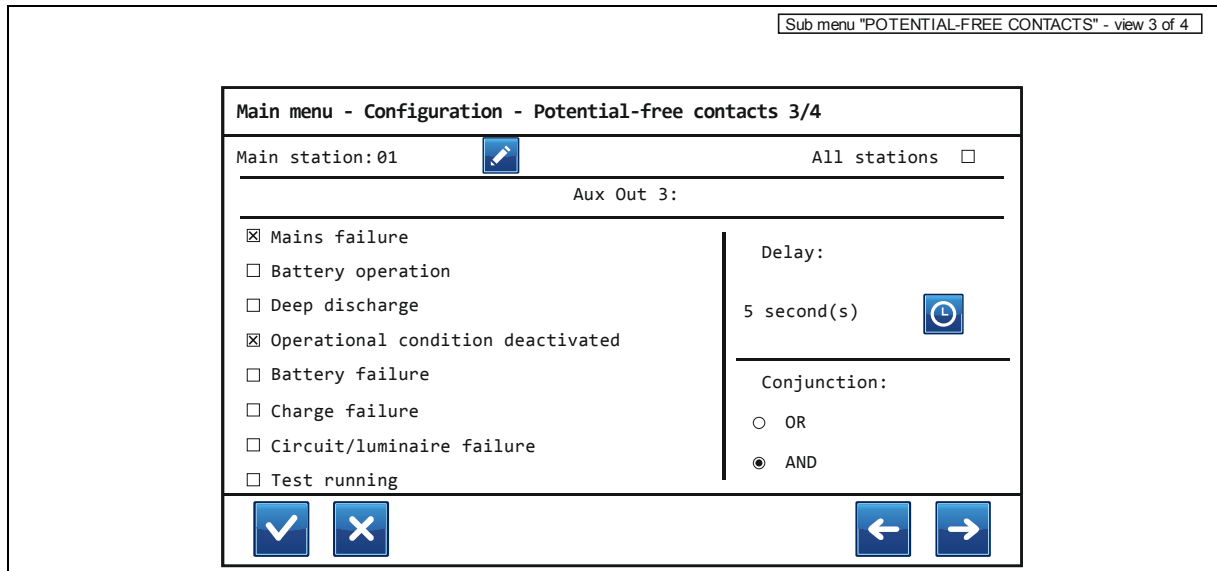 Sub menu "POTENTIAL-FREE CONTACTS" - view 3 of 4
Main menu - Configuration - Potential-free contacts 3/4
Main station: 01
All stations ☐
Aux Out 3:
☒ Mains failure
☐ Battery operation
☐ Deep discharge
☒ Operational condition deactivated
☐ Battery failure
☐ Charge failure
☐ Circuit/luminaire failure
☐ Test running
Delay:
5 second(s)
Conjunction:
○ OR
◉ AND